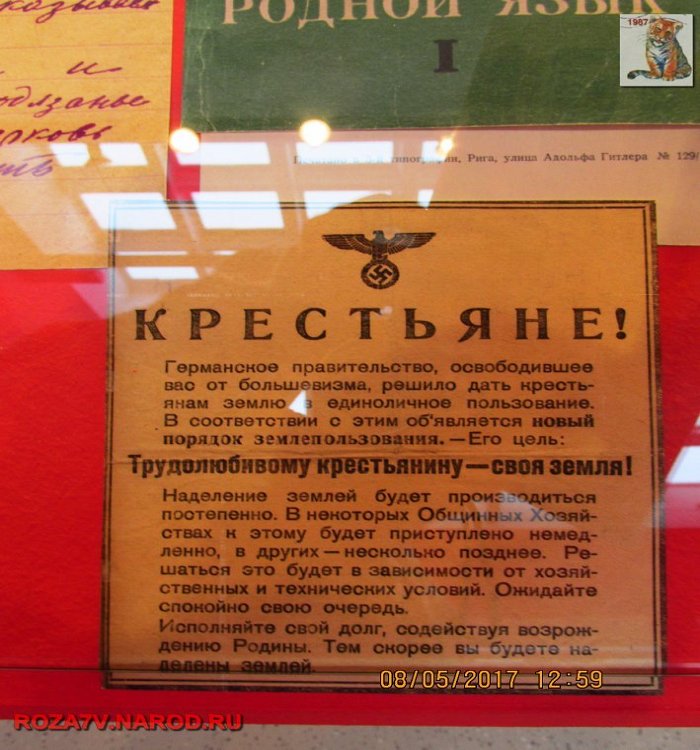 РОДНОЙ ЯЗЫК
I
1987
и
ть
типографии, Рига, улица Адольфа Гитлера № 129/
КРЕСТЬЯНЕ!
Германское правительство, освободившее
вас от большевизма, решило дать кресть-
янам землю в единоличное пользование.
В соответствии с этим об'является новый
порядок землепользования. — Его цель:
Трудолюбивому крестьянину — своя земля!
Наделение землей будет производиться
постепенно. В некоторых Общинных Хозяй-
ствах к этому будет приступлено немед-
ленно, в других — несколько позднее. Ре-
шаться это будет в зависимости от хозяй-
ственных и технических условий. Ожидайте
спокойно свою очередь.
Исполняйте свой долг, содействуя возрож-
дению Родины. Тем скорее вы будете на-
делены землей.
08/05/2017 12:59
ROZA7V.NAROD.RU